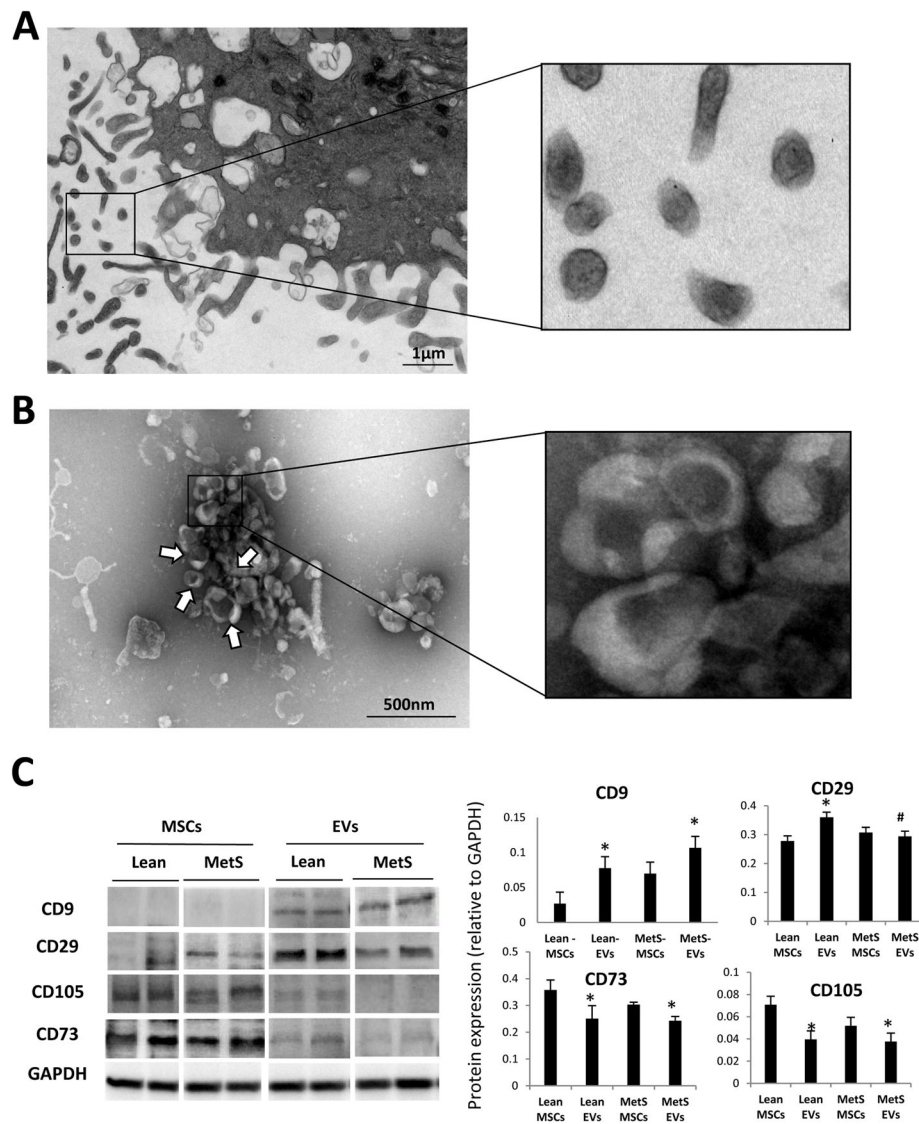 A
1µm
B
500nm
C
MSCs EVs
Lean MetS Lean MetS
CD9
CD29
CD105
CD73
GAPDH
Protein expression (relative to GAPDH)
CD9
0.15
0.1
0.05
0
* *
Lean - MetS-
MSCs
Lean-
EVs
MetS-
MSCs
MetS-
EVs
CD29
0.4
0.3
0.2
0.1
0
* #
Lean
MSCs
Lean
EVs
MetS
MSCs
MetS
EVs
CD73
0.4
0.3
0.2
0.1
0
* *
Lean
MSCs
Lean
EVs
MetS
MSCs
MetS
EVs
CD105
0.1
0.08
0.06
0.04
0.02
0
* *
Lean
MSCs
Lean
EVs
MetS
MSCs
MetS
EVs